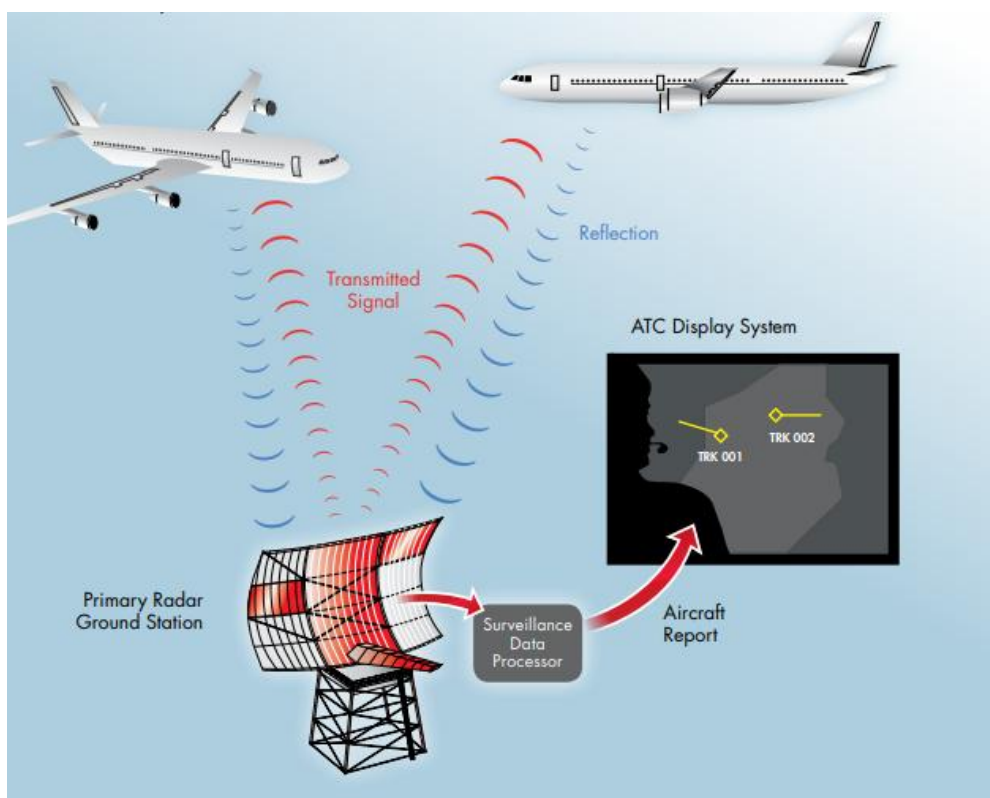 Reflection
Transmitted
Signal
ATC Display System
TRK 002
TRK 001
Primary Radar
Ground Station
Surveillance
Data
Processor
Aircraft
Report